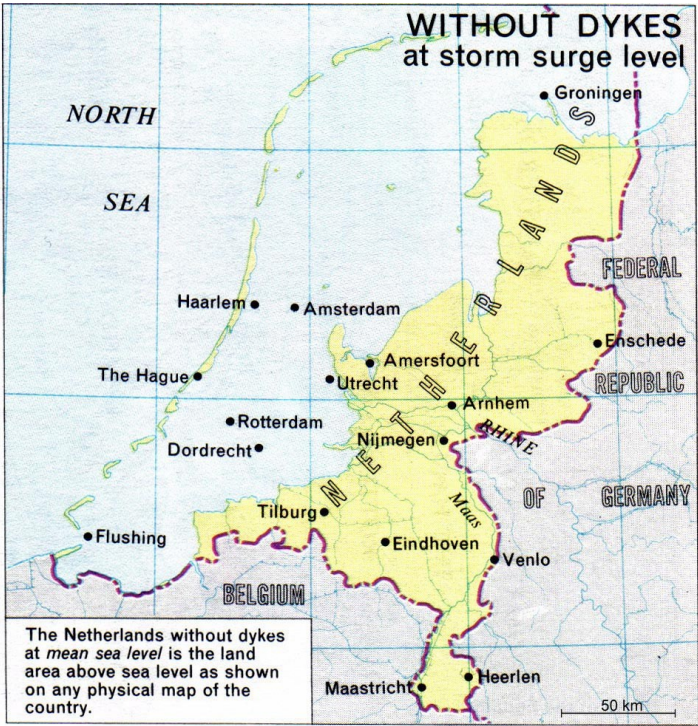 WITHOUT DYKES
at storm surge level
Groningen
NORTH
SEA
NETHERLANDS
FEDERAL
Haarlem
Amsterdam
Enschede
Amersfoort
The Hague
Utrecht
REPUBLIC
Arnhem
Rotterdam
RHINE
Nijmegen
Dordrecht
OF GERMANY
Maas
Tilburg
Flushing
Eindhoven
Venlo
BELGIUM
The Netherlands without dykes
at mean sea level is the land
area above sea level as shown
on any physical map of the
country.
Heerlen
Maastricht
50 km